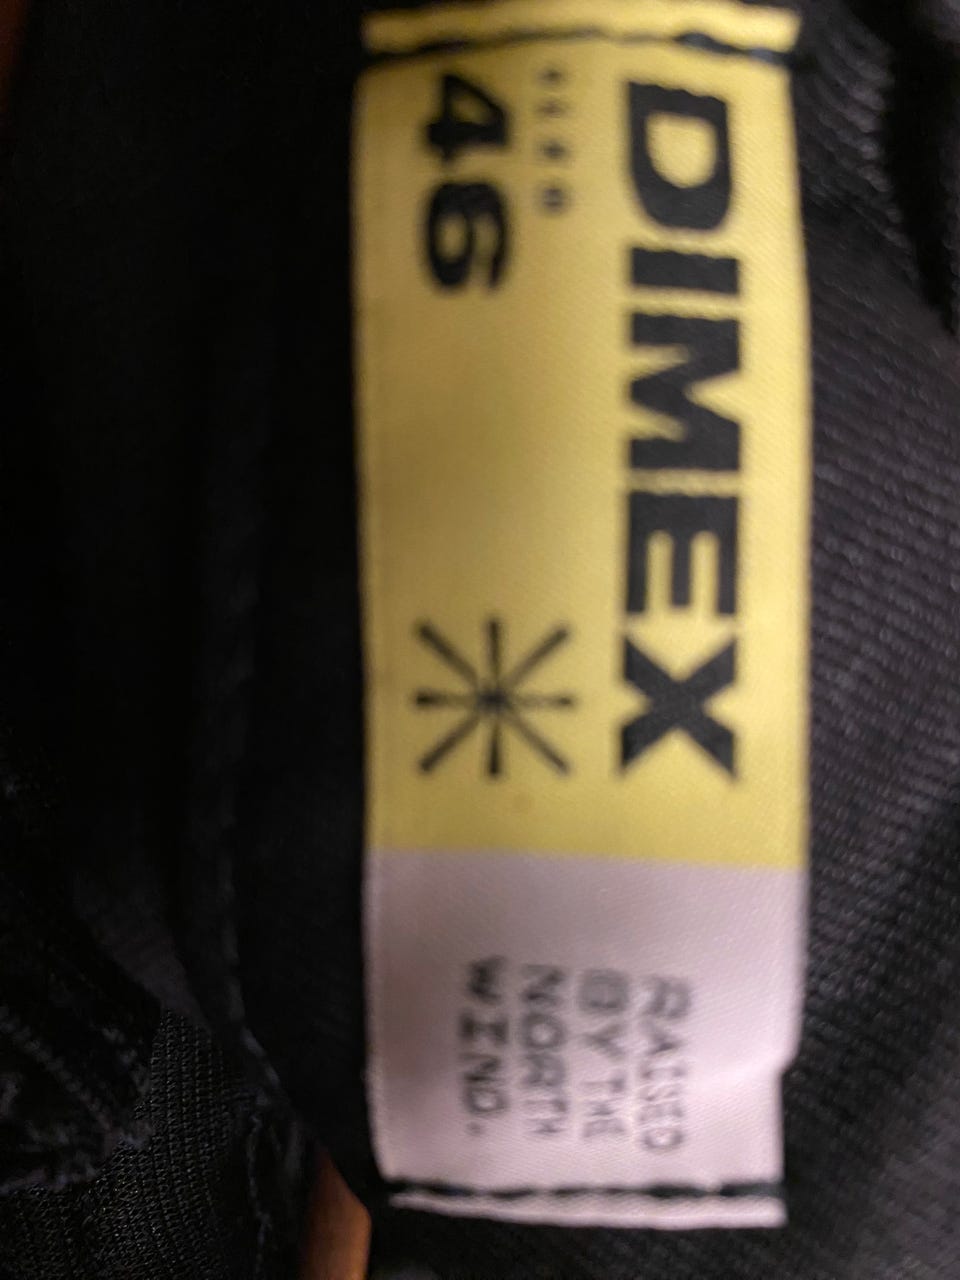 DIMEX
46
RAISED
BY THE
NORTH
WIND.